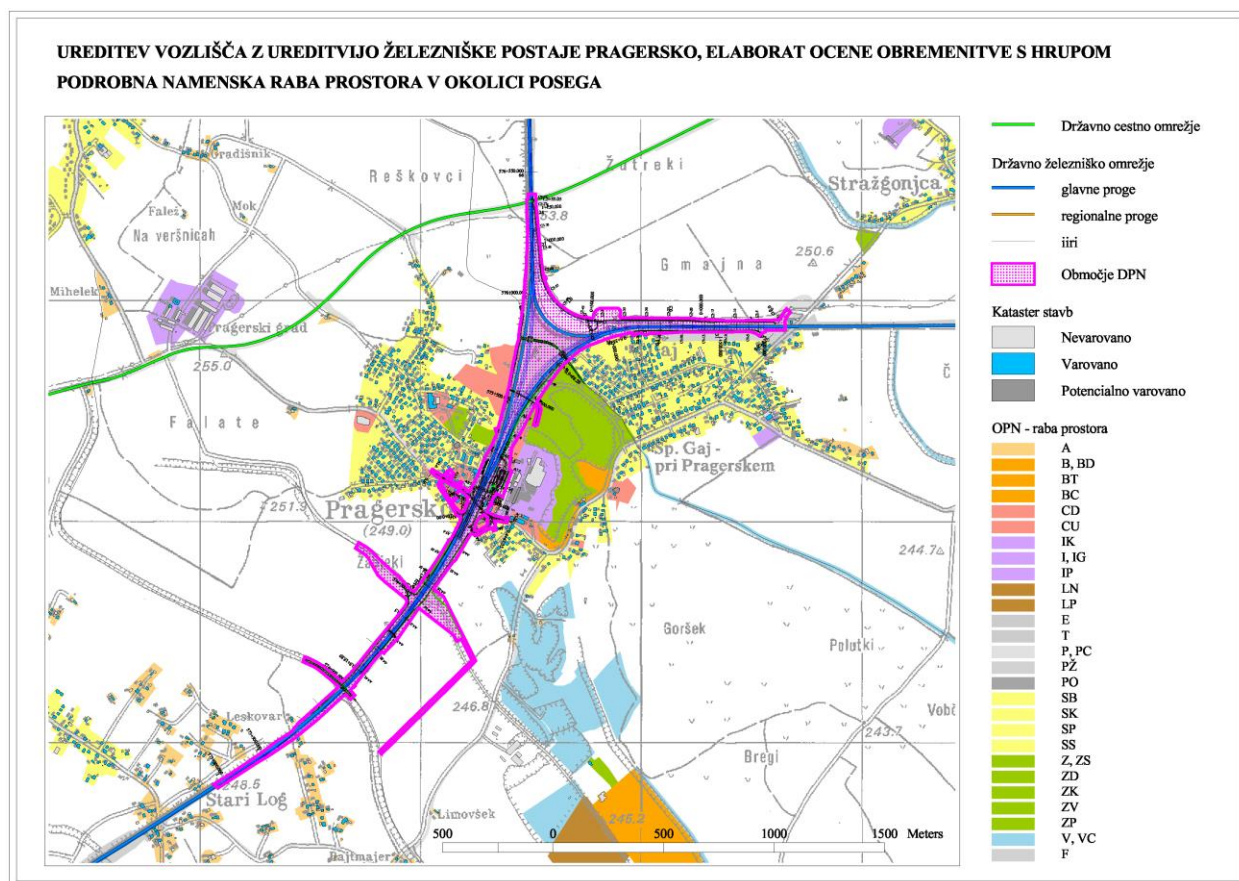 UREDITEV VOZLIŠČA Z UREDITVIJO ŽELEZNIŠKE POSTAJE PRAGERSKO, ELABORAT OCENE OBREMENITVE S HRUPOM
PODROBNA NAMENSKA RABA PROSTORA V OKOLICI POSEGA
Gradišnik
Reškovci
Žutreki
Stražgonjca
Falež
Mok
53.8
Na veršnicah
Gmajna
250.6
Mihelek
Pragerski grad
255.0
Falate
Sp. Gaj -
pri Pragerskem
251.9
Pragersko
(249.0)
244.7
Goršek
Polutki
246.8
Leskovar
Vobč
243.7
Bregi
248.5
Stari Log
Limovšek
246.2
500 0 500 1000 1500 Meters
Državno cestno omrežje
Državno železniško omrežje
glavne proge
regionalne proge
iiri
Območje DPN
Kataster stavb
Nevarovano
Varovano
Potencialno varovano
OPN - raba prostora
A
B, BD
BT
BC
CD
CU
IK
I, IG
IP
LN
LP
E
T
P, PC
PŽ
PO
SB
SK
SP
SS
Z, ZS
ZD
ZK
ZV
ZP
V, VC
F